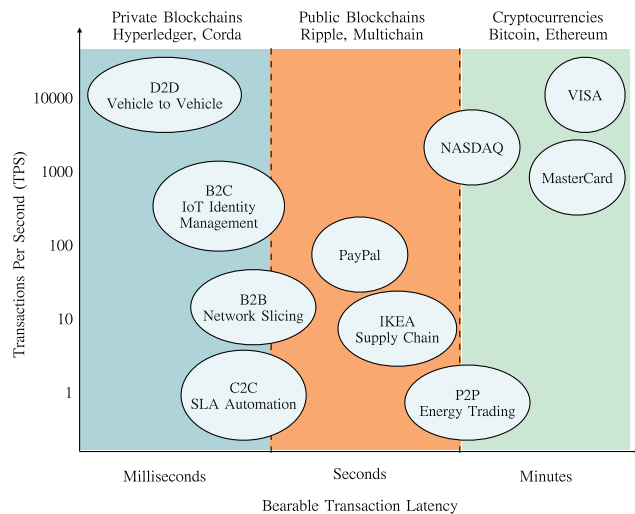 Private Blockchains
Hyperledger, Corda
Public Blockchains
Ripple, Multichain
Cryptocurrencies
Bitcoin, Ethereum
Transactions Per Second (TPS)
10000
1000
100
10
1
D2D
Vehicle to Vehicle
VISA
NASDAQ
MasterCard
B2C
IoT Identity
Management
PayPal
B2B
Network Slicing
IKEA
Supply Chain
C2C
SLA Automation
P2P
Energy Trading
Milliseconds
Seconds
Minutes
Bearable Transaction Latency